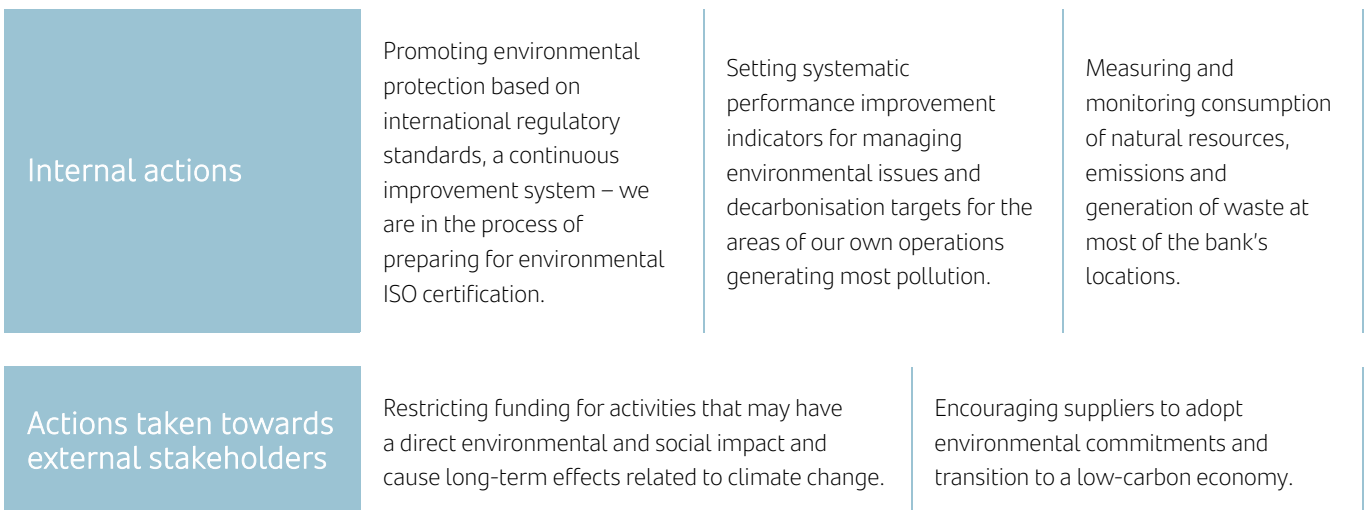 Internal actions
Promoting environmental
protection based on
international regulatory
standards, a continuous
improvement system – we
are in the process of
preparing for environmental
ISO certification.
Setting systematic
performance improvement
indicators for managing
environmental issues and
decarbonisation targets for the
areas of our own operations
generating most pollution.
Measuring and
monitoring consumption
of natural resources,
emissions and
generation of waste at
most of the bank's
locations.
Actions taken towards
external stakeholders
Restricting funding for activities that may have
a direct environmental and social impact and
cause long-term effects related to climate change.
Encouraging suppliers to adopt
environmental commitments and
transition to a low-carbon economy.